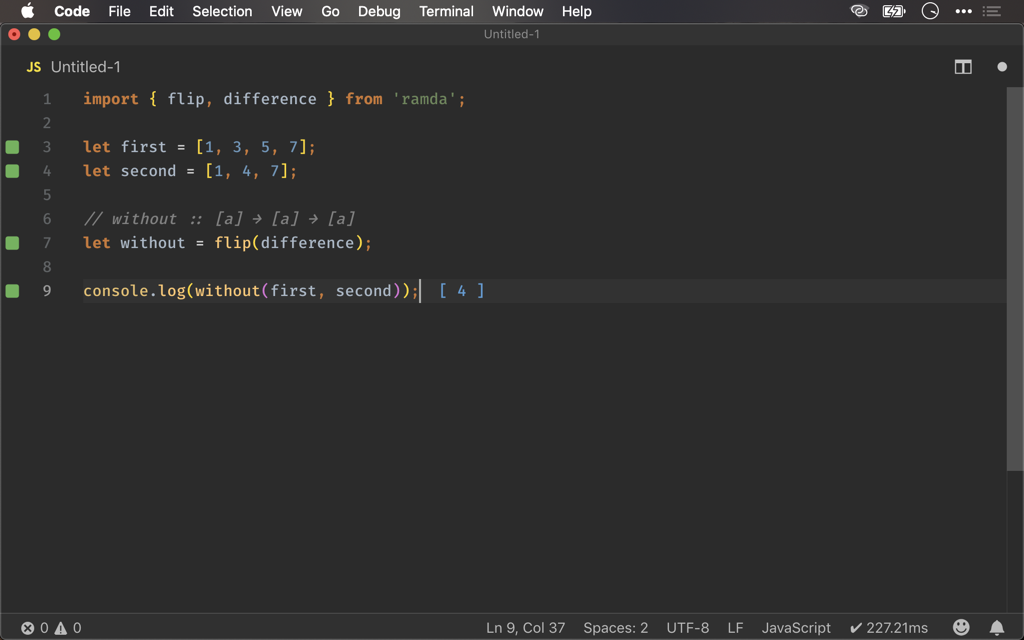 Code File Edit Selection View Go Debug Terminal Window Help
Untitled-1
JS Untitled-1
1 import { flip, difference } from 'ramda';
2
3 let first = [1, 3, 5, 7];
4 let second = [1, 4, 7];
5
6 // without :: [a] → [a] → [a]
7 let without = flip(difference);
8
9 console.log(without(first, second)); [ 4 ]
0 0 Ln 9, Col 37 Spaces: 2 UTF-8 LF JavaScript ✔ 227.21ms